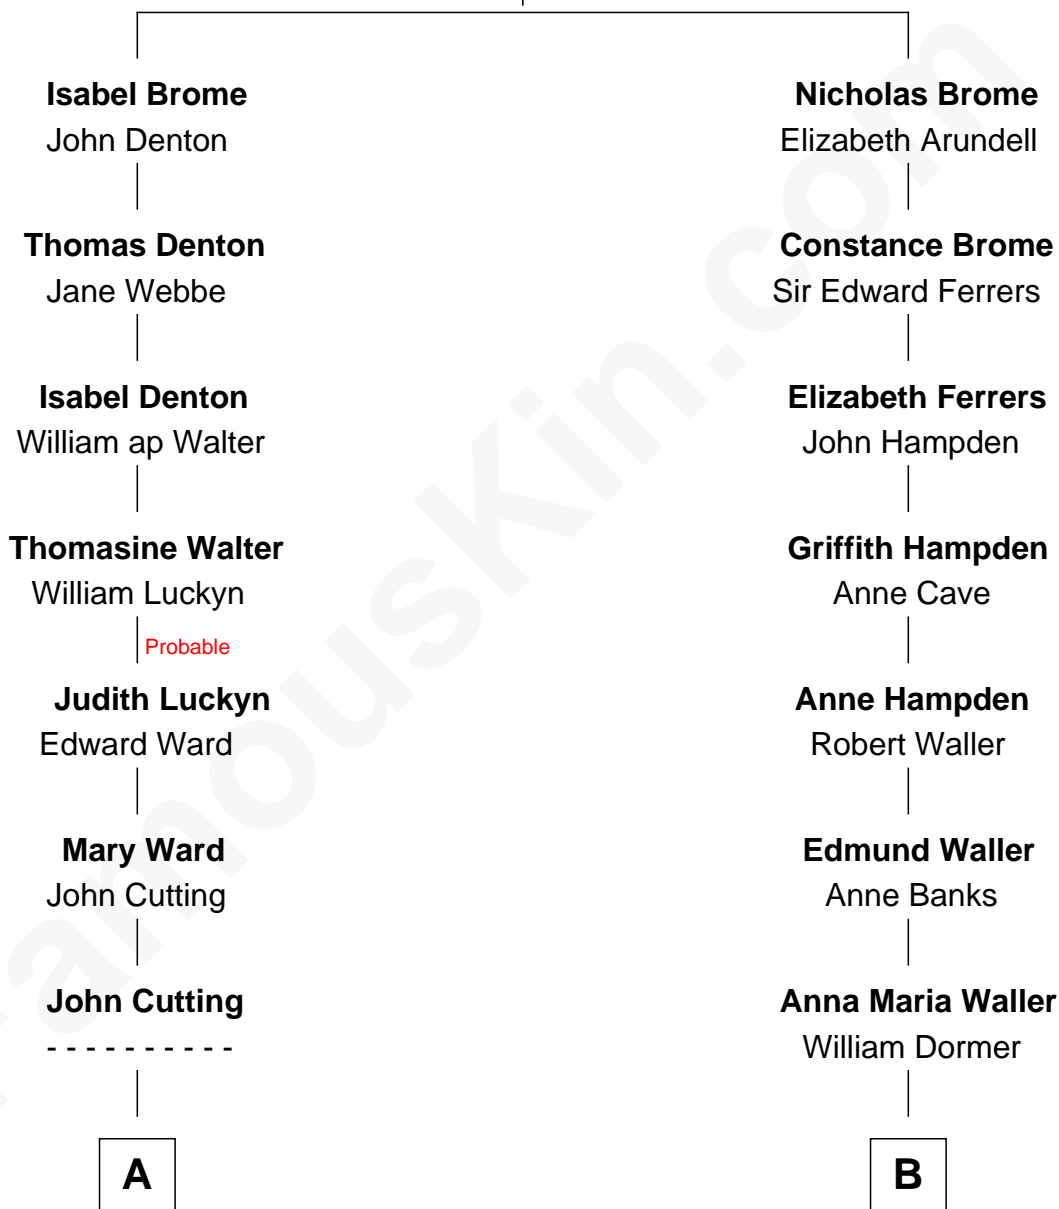 Isabel Brome
John Denton
Thomas Denton
Jane Webbe
Isabel Denton
William ap Walter
Thomasine Walter
William Luckyn
Probable
Judith Luckyn
Edward Ward
Mary Ward
John Cutting
John Cutting
- - - - - - - - - -
A
Nicholas Brome
Elizabeth Arundell
Constance Brome
Sir Edward Ferrers
Elizabeth Ferrers
John Hampden
Griffith Hampden
Anne Cave
Anne Hampden
Robert Waller
Edmund Waller
Anne Banks
Anna Maria Waller
William Dormer
B
FamousKin.com